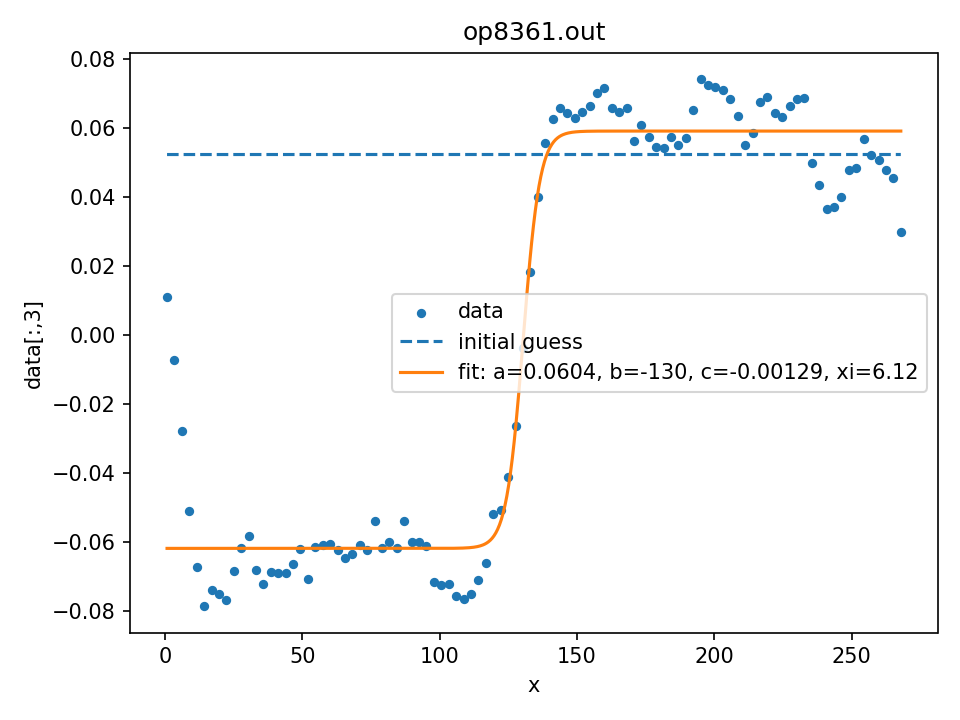 op8361.out
0.08
0.06
0.04
0.02
0.00
−0.02
−0.04
−0.06
−0.08
data[:,3]
data
initial guess
fit: a=0.0604, b=-130, c=-0.00129, xi=6.12
0 50 100 150 200 250
x